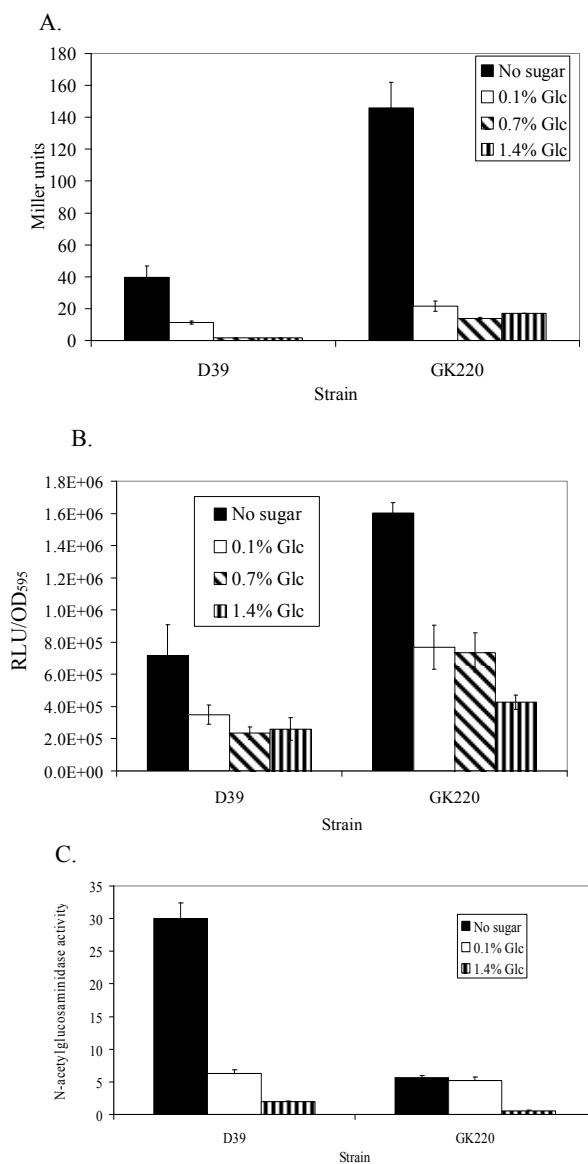 A.
180
160
140
120
100
80
60
40
20
0
Miller units
No sugar
0.1% Glc
0.7% Glc
1.4% Glc
D39
GK220
Strain
B.
1.8E+06
1.6E+06
1.4E+06
1.2E+06
1.0E+06
8.0E+05
6.0E+05
4.0E+05
2.0E+05
0.0E+00
RLU/OD595
No sugar
0.1% Glc
0.7% Glc
1.4% Glc
D39
GK220
Strain
C.
35
30
25
20
15
10
5
0
N-acetylglucosaminidase activity
No sugar
0.1% Glc
1.4% Glc
D39
GK220
Strain